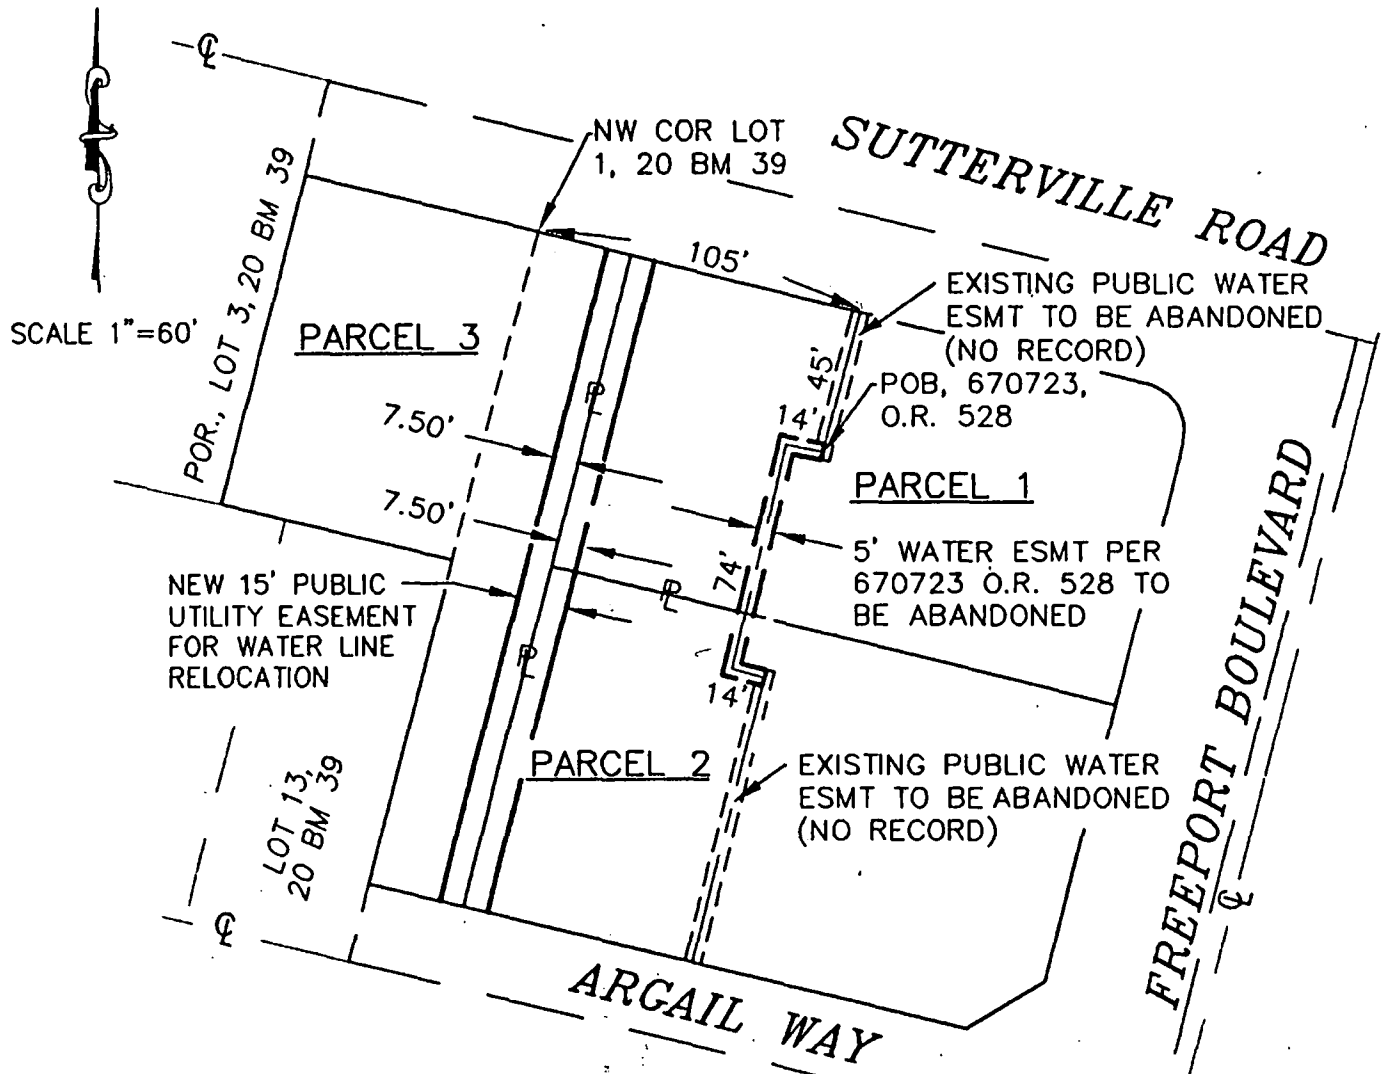 SCALE 1"=60'
℄
NW COR LOT
1, 20 BM 39
SUTTERVILLE ROAD
POR., LOT 3, 20 BM 39
105'
EXISTING PUBLIC WATER
ESMT TO BE ABANDONED
(NO RECORD)
PARCEL 3
45'
POB, 670723,
O.R. 528
14'
7.50'
PL
PARCEL 1
7.50'
5' WATER ESMT PER
670723 O.R. 528 TO
BE ABANDONED
74'
NEW 15' PUBLIC
UTILITY EASEMENT
FOR WATER LINE
RELOCATION
PL
PL
14'
PARCEL 2
EXISTING PUBLIC WATER
ESMT TO BE ABANDONED
(NO RECORD)
LOT 13,
20 BM 39
FREEPORT BOULEVARD
℄
℄
ARGAIL WAY